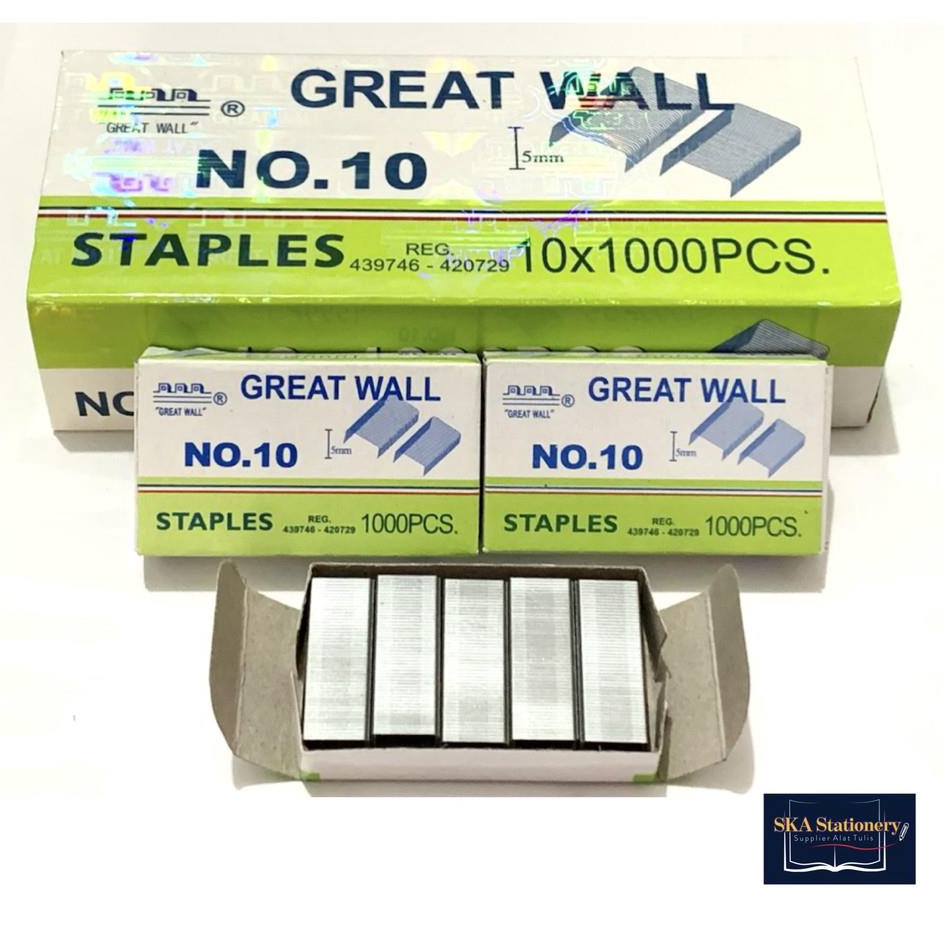 GREAT WALL
"GREAT WALL" ®
NO.10
5mm
STAPLES
REG.
439746 - 420729
10x1000PCS.
NO
GREAT WALL
"GREAT WALL" ®
NO.10
5mm
STAPLES
REG.
439746 - 420729
1000PCS.
GREAT WALL
"GREAT WALL" ®
NO.10
5mm
STAPLES
REG.
439746 - 420729
1000PCS.
SKA Stationery
Supplier Alat Tulis